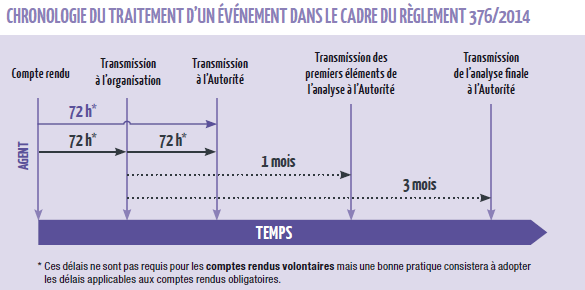 CHRONOLOGIE DU TRAITEMENT D'UN ÉVÉNEMENT DANS LE CADRE DU RÈGLEMENT 376/2014
Compte rendu
Transmission
à l'organisation
Transmission
à l'Autorité
Transmission des
premiers éléments de
l'analyse à l'Autorité
Transmission
de l'analyse finale
à l'Autorité
72 h*
72 h*
72 h*
AGENT
1 mois
3 mois
TEMPS
* Ces délais ne sont pas requis pour les comptes rendus volontaires mais une bonne pratique consistera à adopter
les délais applicables aux comptes rendus obligatoires.